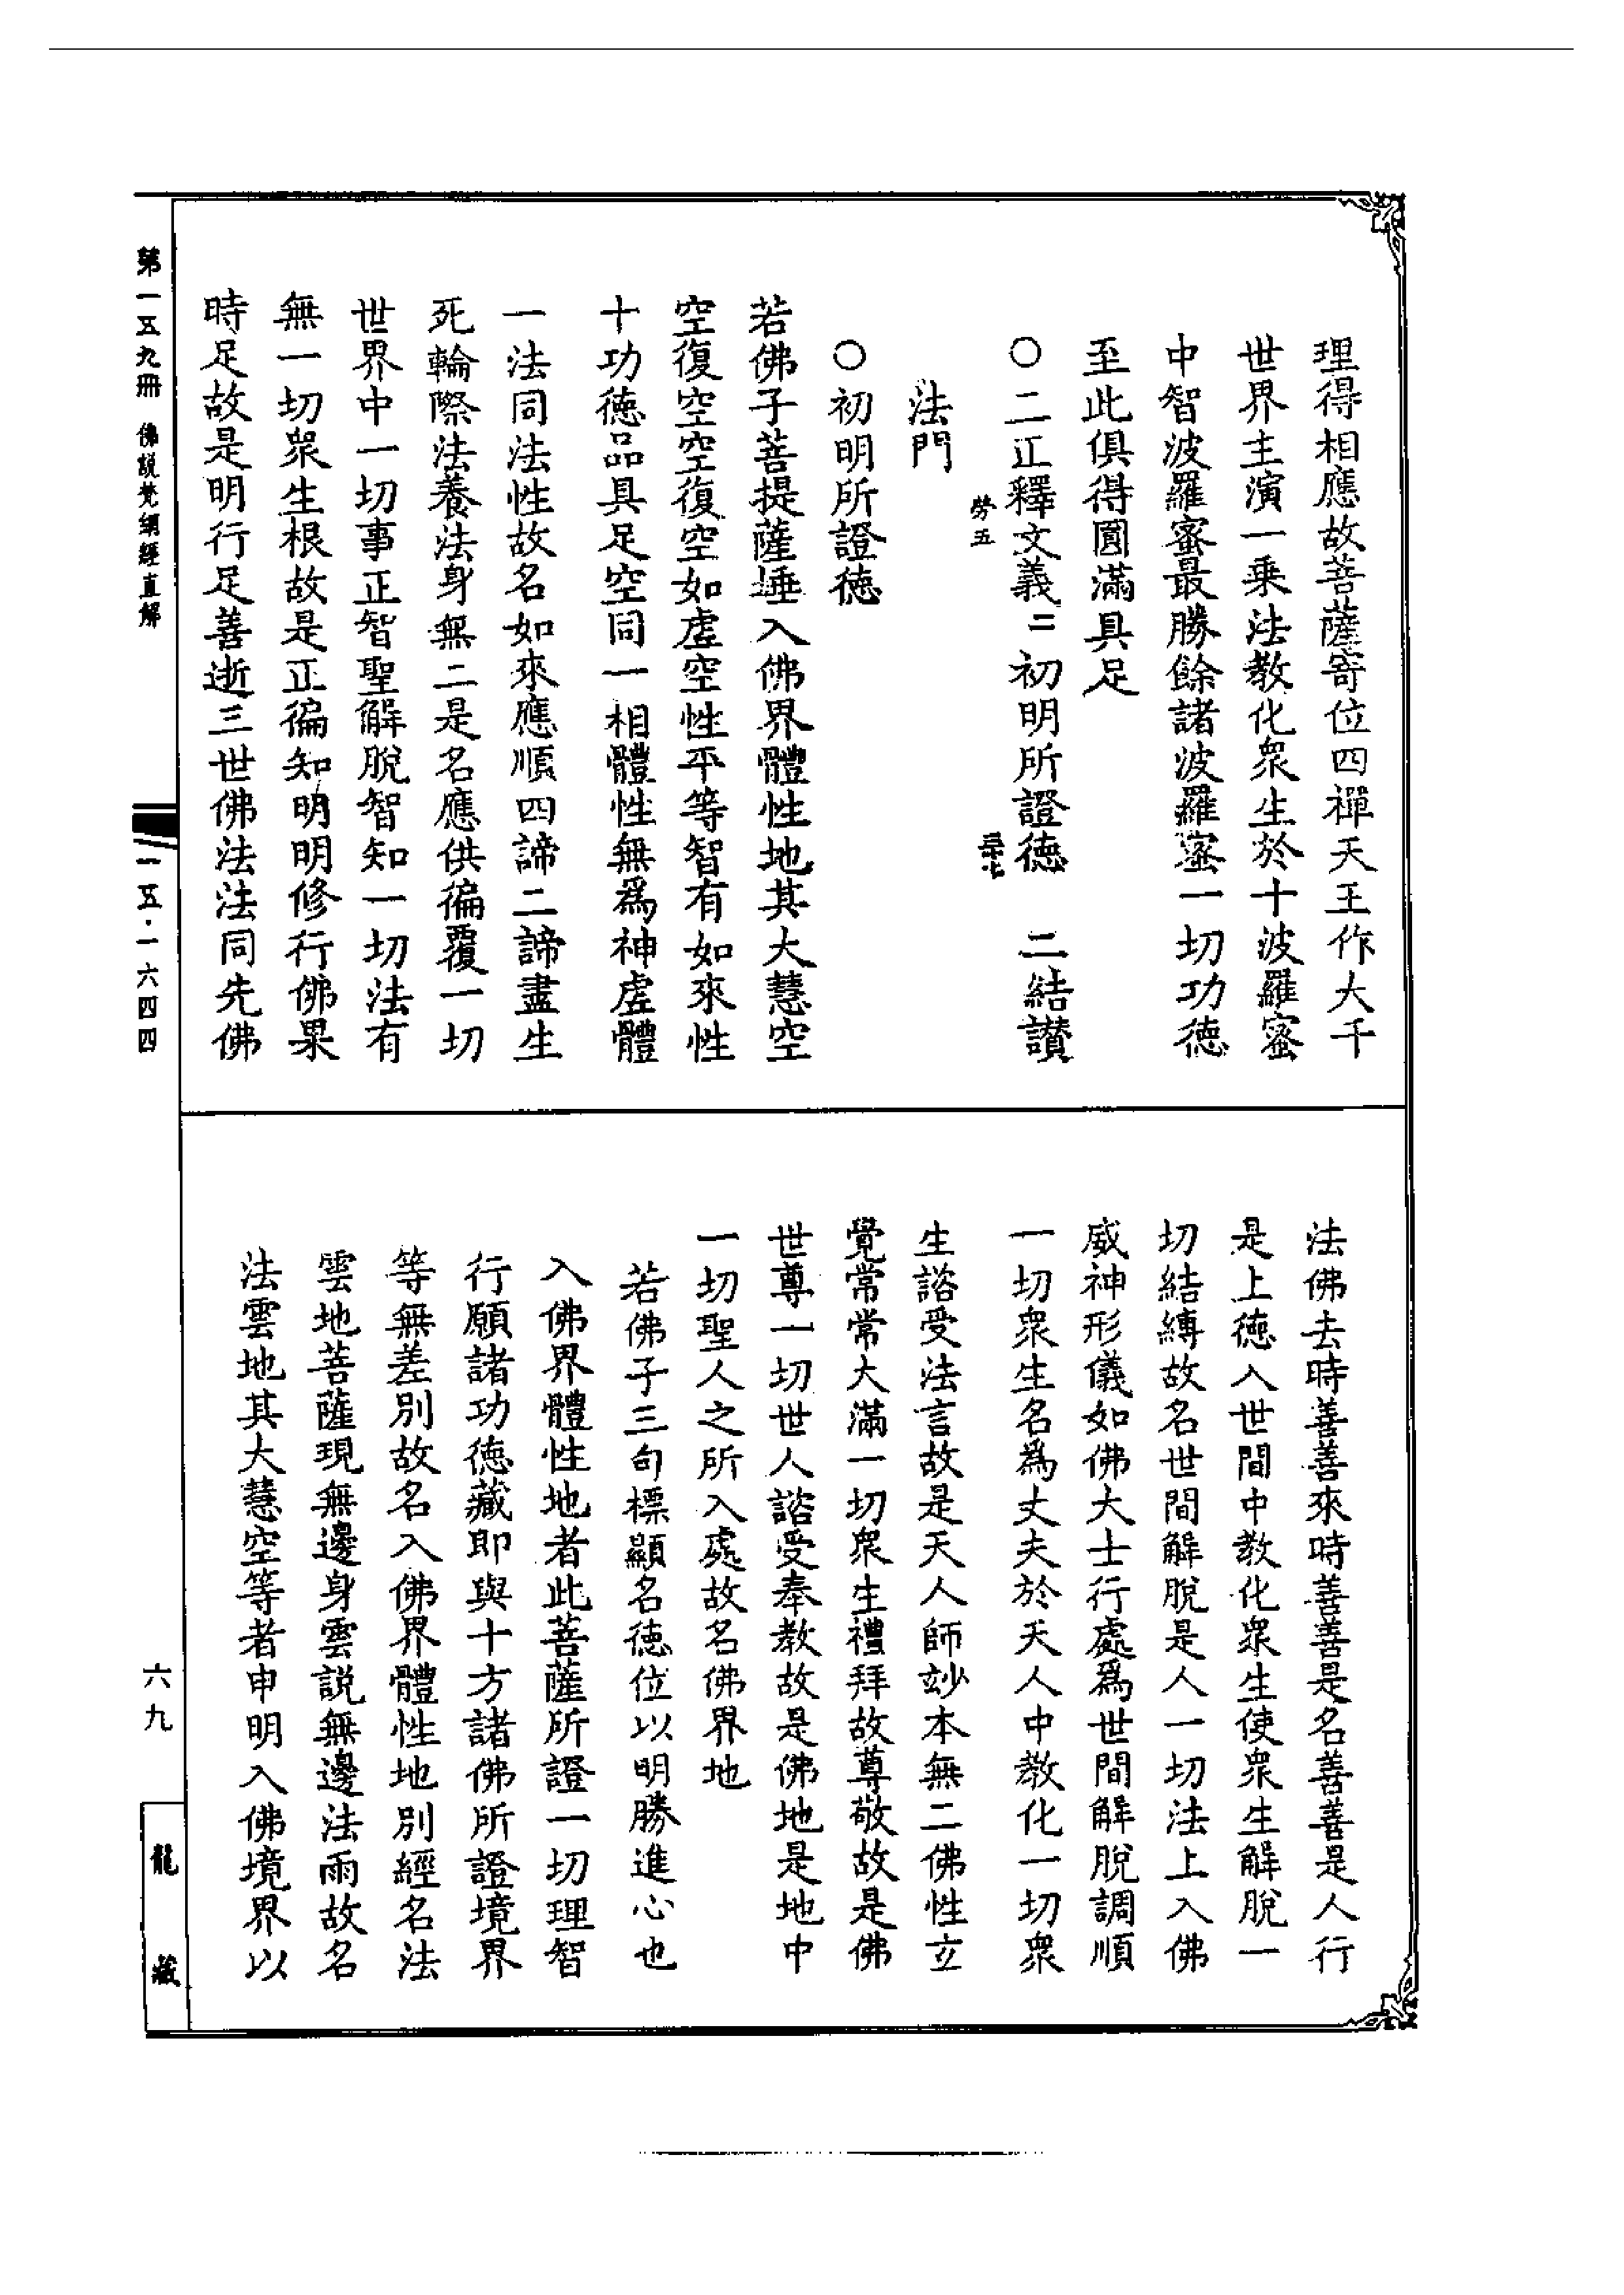 理得相應故菩薩寄位四禪天王作大千
世界主演一乗法教化衆生於十波羅蜜
中智波羅蜜最勝餘諸波羅蜜一切功徳
至此俱得圓滿具足
○二正釋文義二初明所證徳 二結讃
勞五
法門
○初明所證徳
若佛子菩提薩埵入佛界體性地其大慧空
空復空空復空如虚空性平等智有如來性
十功徳品具足空同一相體性無爲神虚體
一法同法性故名如來應順四諦二諦盡生
死輪際法養法身無二是名應供徧覆一切
世界中一切事正智聖解脫智知一切法有
無一切衆生根故是正徧知明明修行佛果
時足故是明行足善逝三世佛法法同先佛
法佛去時善善來時善善是名善善是人行
是上徳入世間中教化衆生使衆生解脫一
切結縛故名世間解脫是人一切法上入佛
威神形儀如佛大士行處爲世間解脫調順
一切衆生名爲丈夫於天人中教化一切衆
生諮受法言故是天人師玅本無二佛性立
覺常常大滿一切衆生禮拜故尊敬故是佛
世尊一切世人諮受奉教故是佛地是地中
一切聖人之所入處故名佛界地
若佛子三句標顯名徳位以明勝進心也
入佛界體性地者此菩薩所證一切理智
行願諸功徳藏即與十方諸佛所證境界
等無差別故名入佛界體性地別經名法
雲地菩薩現無邊身雲説無邊法雨故名
法雲地其大慧空等者申明入佛境界以
第一五九冊 佛説梵網經直解
一五·一六四四
六九
龍藏